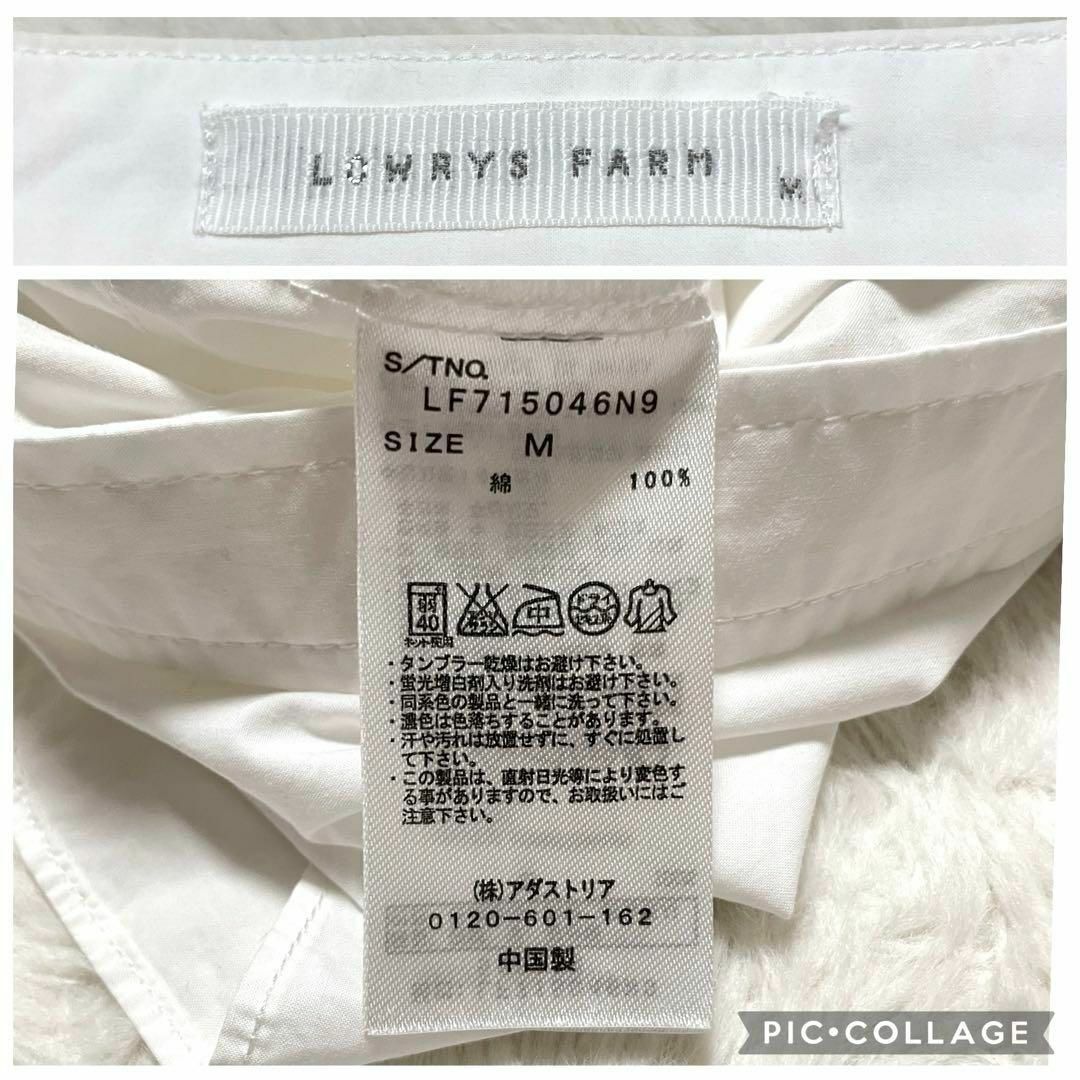 LOWRYS FARM
M
S/TNO.
LF715046N9
SIZE M
綿 100%
弱
40
中
ネット使用
・タンブラー乾燥はお避け下さい。
・蛍光増白剤入り洗剤はお避け下さい。
・同系色の製品と一緒に洗って下さい。
・濃色は色落ちすることがあります。
・汗や汚れは放置せずに、すぐに処置し
て下さい。
・この製品は、直射日光等により変色す
る事がありますので、お取扱いにはご
注意下さい。
(株)アダストリア
0120-601-162
中国製
PIC•COLLAGE